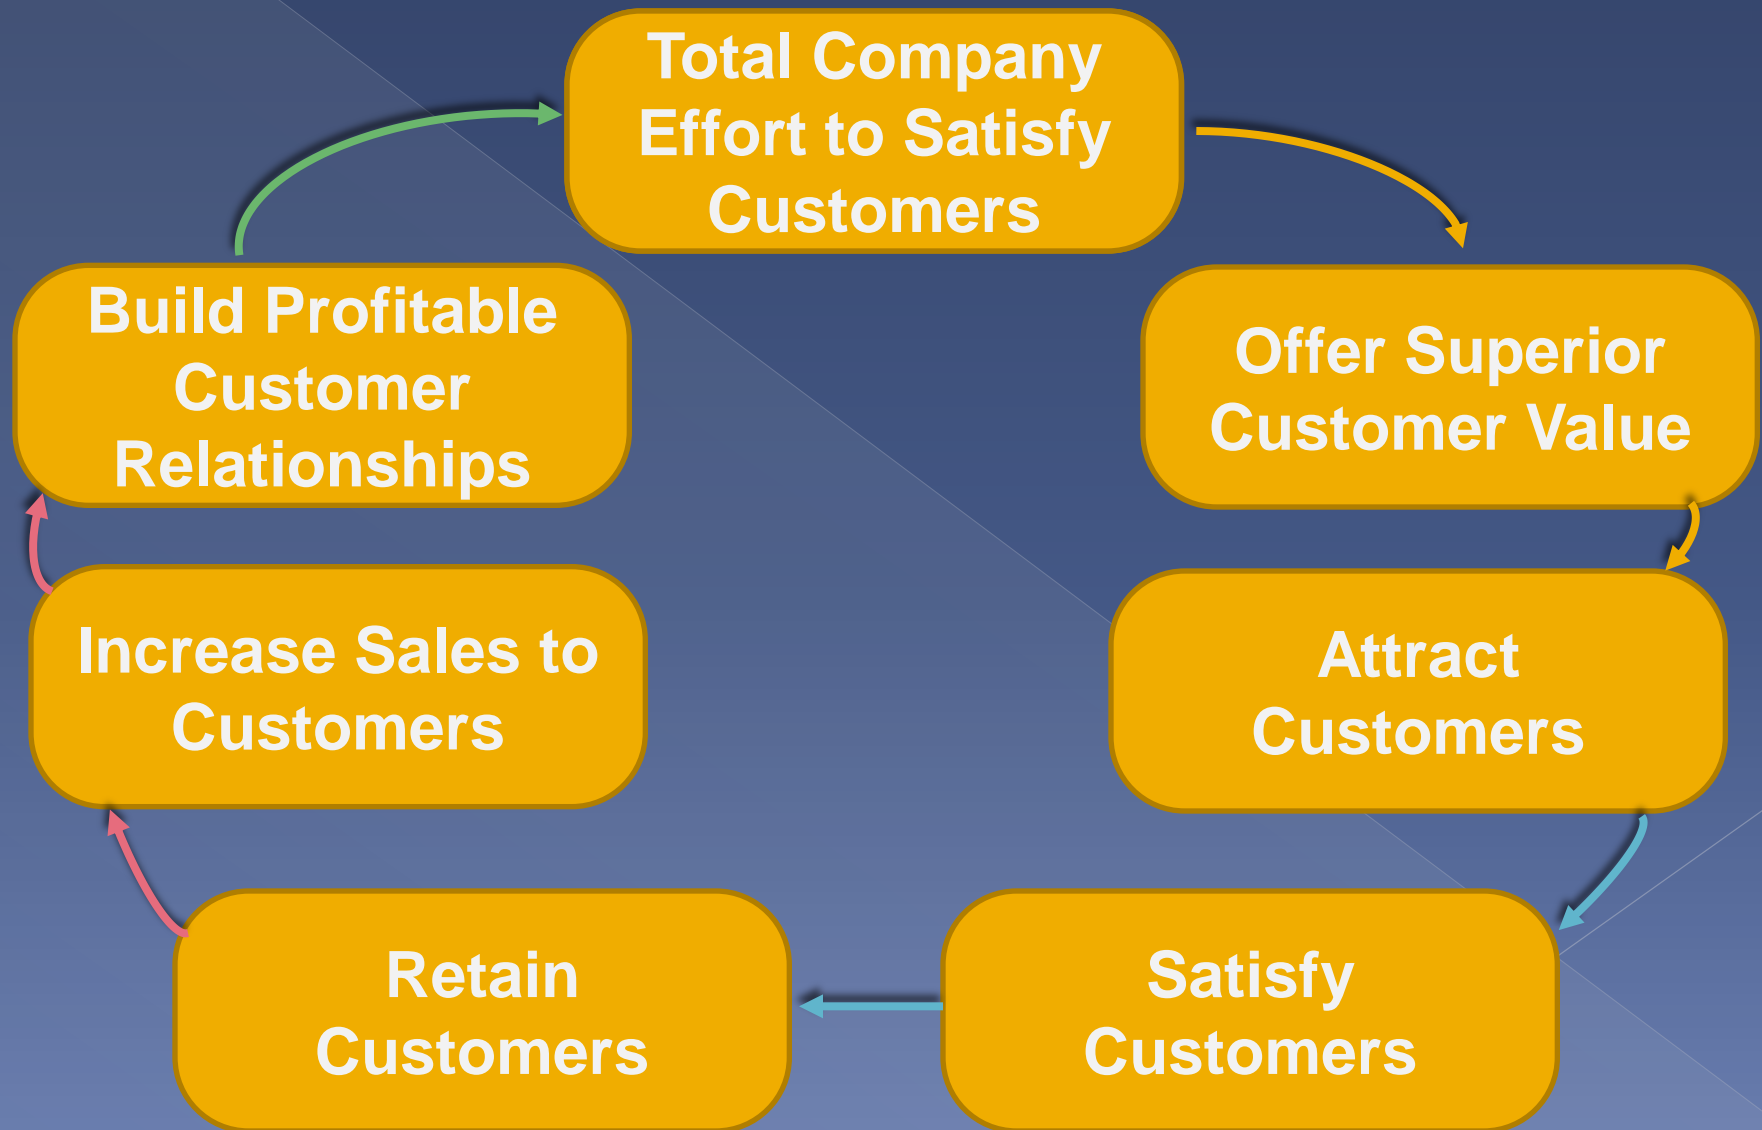 Total Company
Effort to Satisfy
Customers
Offer Superior
Customer Value
Attract
Customers
Satisfy
Customers
Retain
Customers
Increase Sales to
Customers
Build Profitable
Customer
Relationships